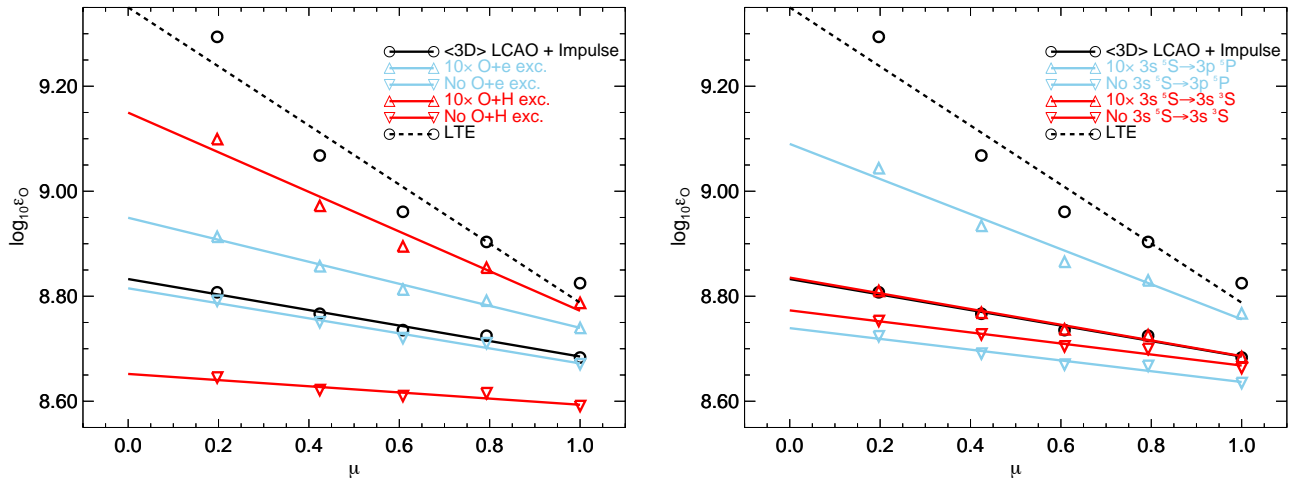 <3D> LCAO + Impulse
10× O+e exc.
No O+e exc.
10× O+H exc.
No O+H exc.
LTE
9.20
9.00
8.80
8.60
log₁₀εO
0.0 0.2 0.4 0.6 0.8 1.0
μ
<3D> LCAO + Impulse
10× 3s ⁵S→3p ⁵P
No 3s ⁵S→3p ⁵P
10× 3s ⁵S→3s ³S
No 3s ⁵S→3s ³S
LTE
9.20
9.00
8.80
8.60
log₁₀εO
0.0 0.2 0.4 0.6 0.8 1.0
μ